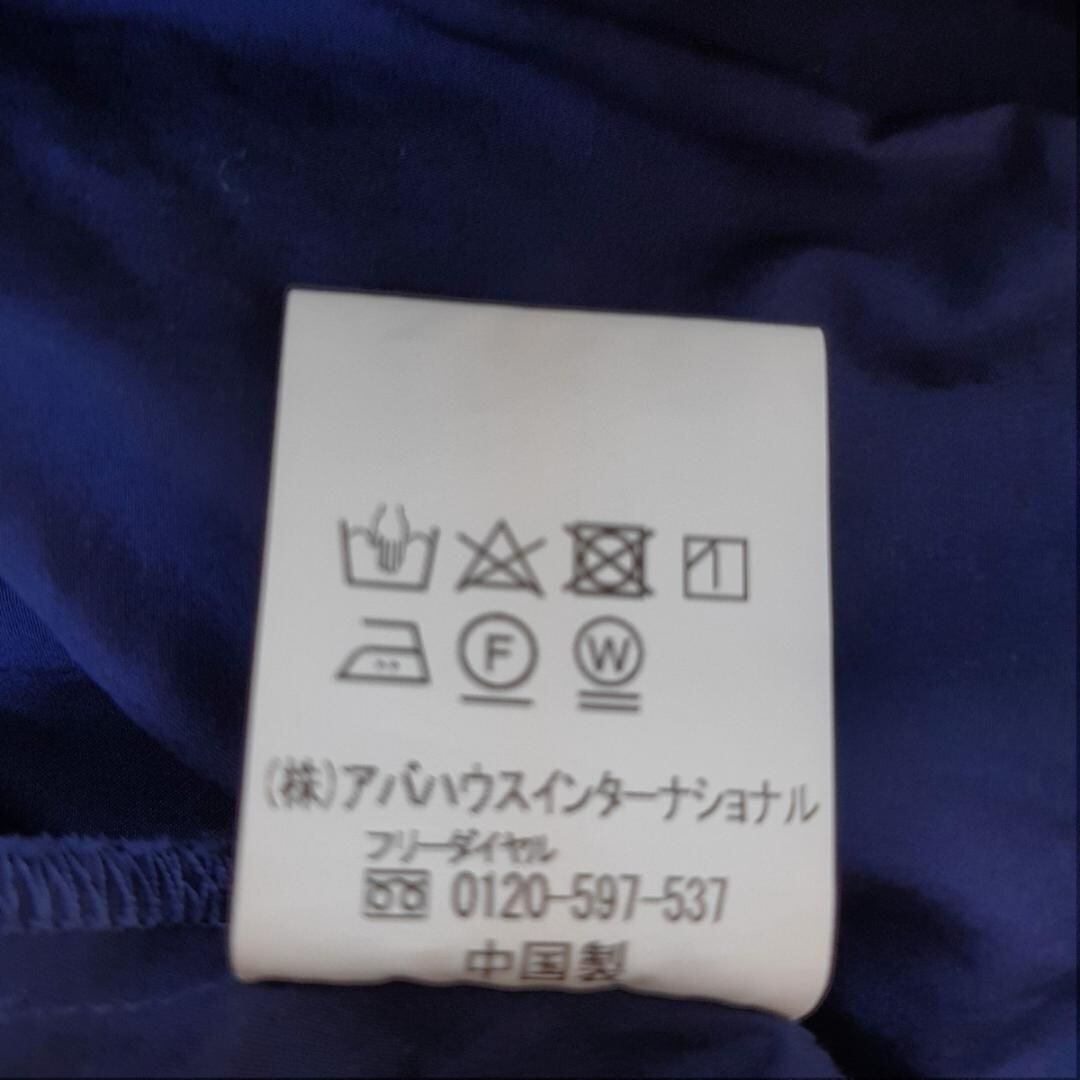 F W
(株)アバハウスインターナショナル
フリーダイヤル
0120-597-537
中国製